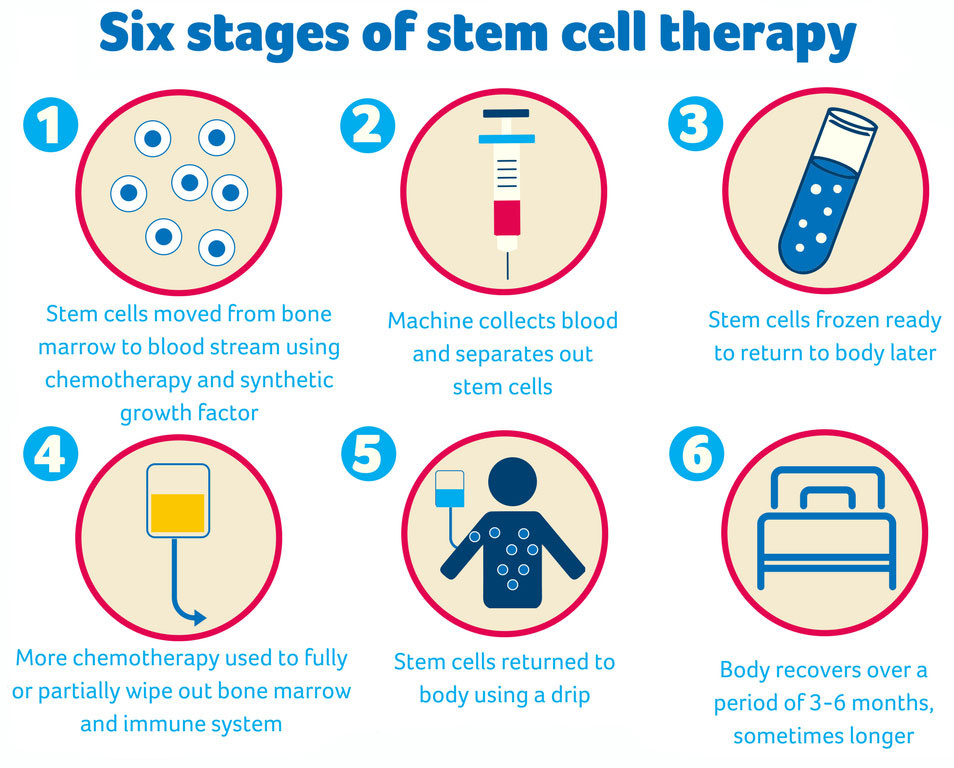 Six stages of stem cell therapy
1
Stem cells moved from bone
marrow to blood stream using
chemotherapy and synthetic
growth factor
2
Machine collects blood
and separates out
stem cells
3
Stem cells frozen ready
to return to body later
4
More chemotherapy used to fully
or partially wipe out bone marrow
and immune system
5
Stem cells returned to
body using a drip
6
Body recovers over a
period of 3-6 months,
sometimes longer